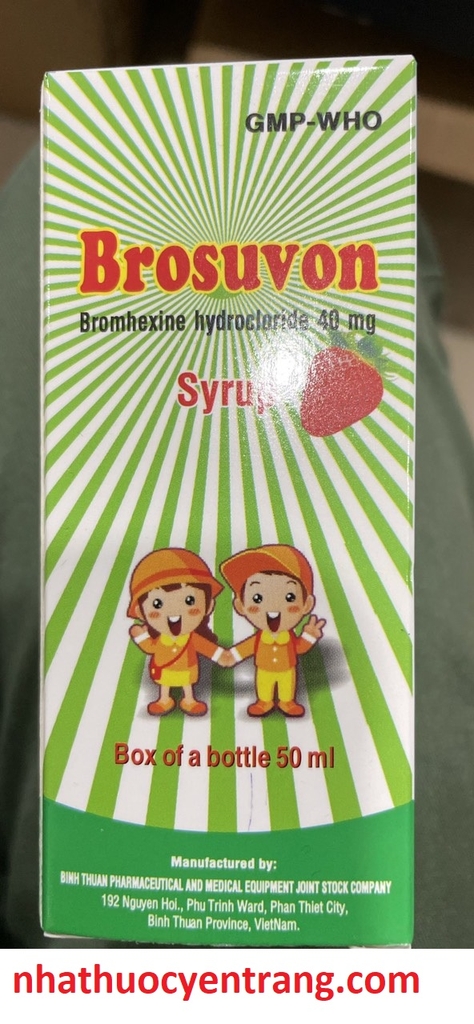 GMP-WHO
Brosuvon
Bromhexine hydrocloride 40 mg
Syrup
Box of a bottle 50 ml
Manufactured by:
BINH THUAN PHARMACEUTICAL AND MEDICAL EQUIPMENT JOINT STOCK COMPANY
192 Nguyen Hoi., Phu Trinh Ward, Phan Thiet City,
Binh Thuan Province, VietNam.
nhathuocyentrang.com